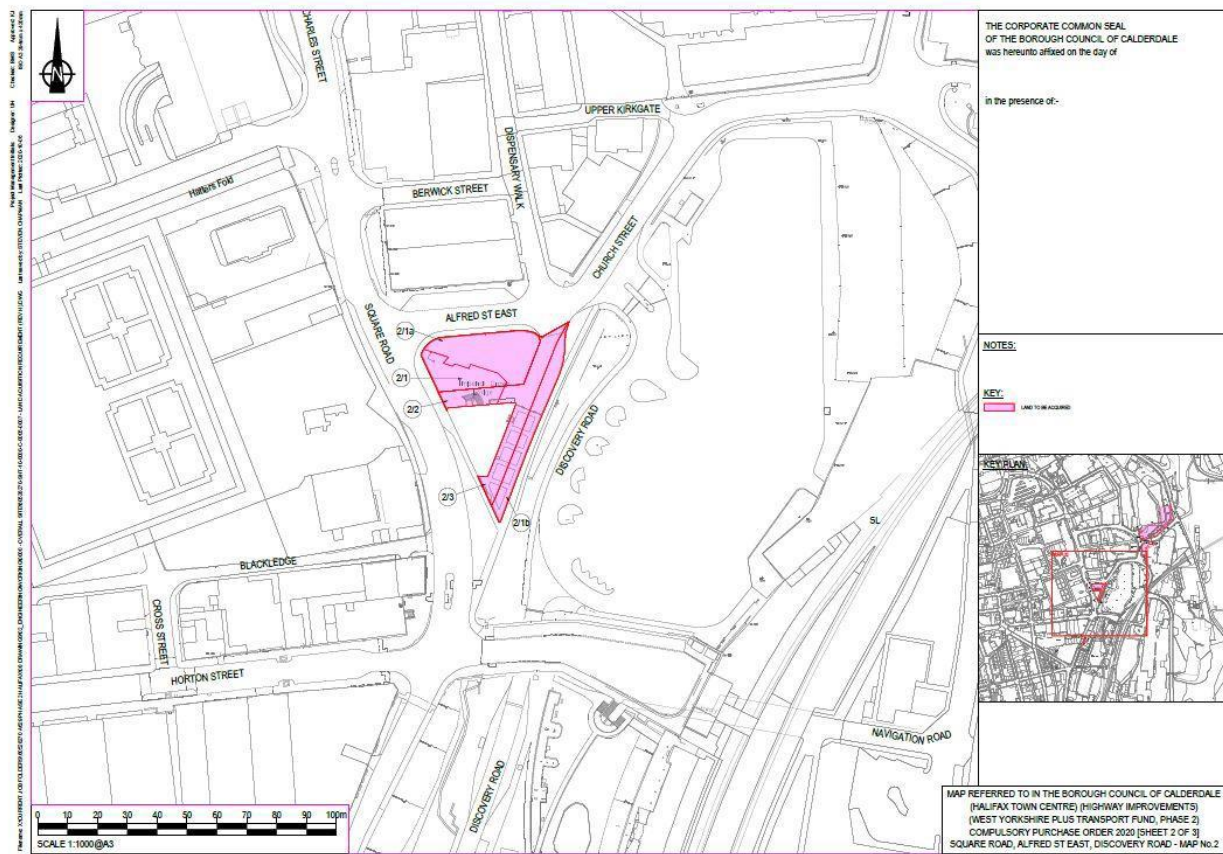 THE CORPORATE COMMON SEAL
OF THE BOROUGH COUNCIL OF CALDERDALE
was hereunto affixed on the day of
in the presence of:-
NOTES:
KEY:
LAND TO BE ACQUIRED
KEY PLAN:
N
CHARLES STREET
UPPER KIRKGATE
DISPENSARY WALK
Hatters Fold
BERWICK STREET
CHURCH STREET
SQUARE ROAD
ALFRED ST EAST
2/1a
2/1
2/2
DISCOVERY ROAD
2/3
2/1b
SL
BLACKLEDGE
CROSS STREET
HORTON STREET
NAVIGATION ROAD
DISCOVERY ROAD
0 10 20 30 40 50 60 70 80 90 100m
SCALE 1:1000@A3
MAP REFERRED TO IN THE BOROUGH COUNCIL OF CALDERDALE
(HALIFAX TOWN CENTRE) (HIGHWAY IMPROVEMENTS)
(WEST YORKSHIRE PLUS TRANSPORT FUND, PHASE 2)
COMPULSORY PURCHASE ORDER 2020 [SHEET 2 OF 3]
SQUARE ROAD, ALFRED ST EAST, DISCOVERY ROAD - MAP No.2